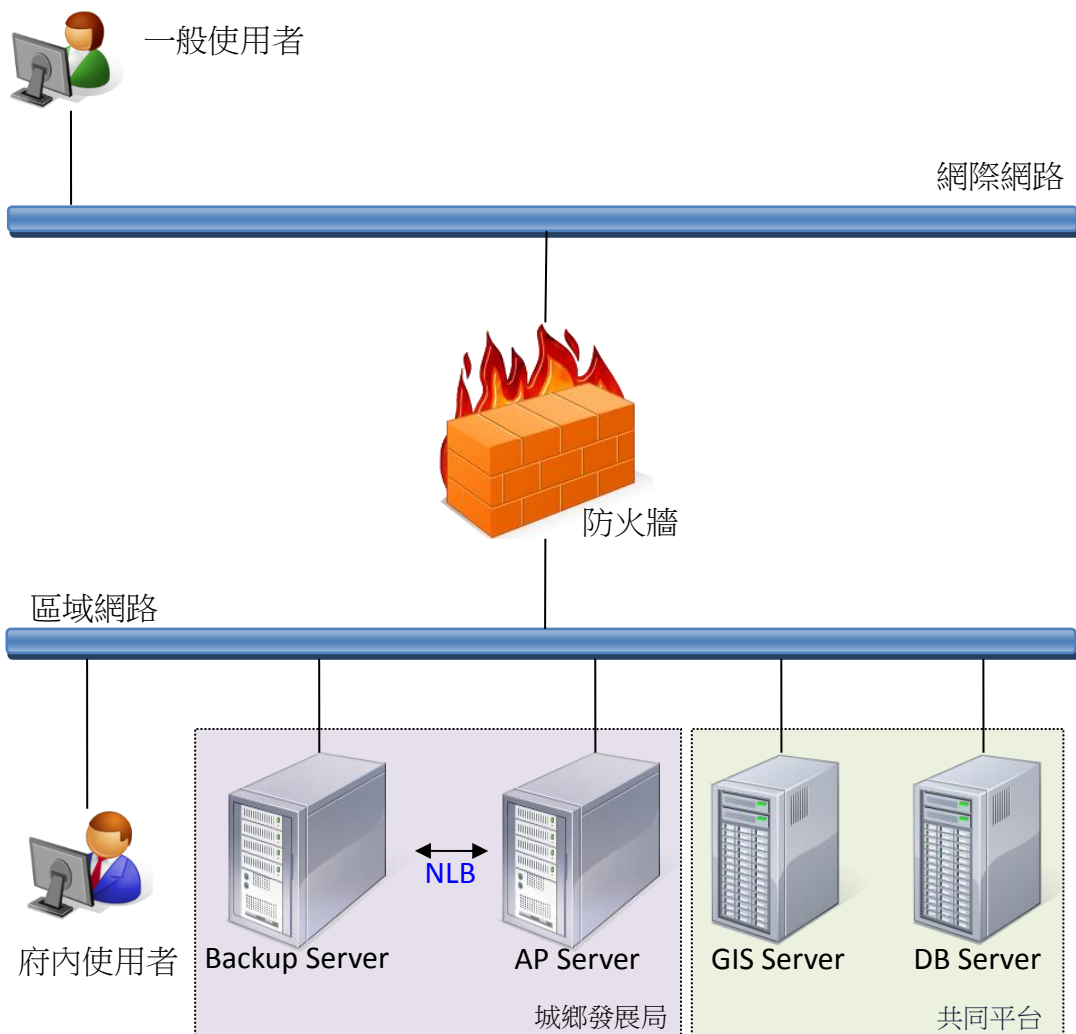 一般使用者
網際網路
防火牆
區域網路
NLB
府內使用者
Backup Server
AP Server
GIS Server
DB Server
城鄉發展局
共同平台